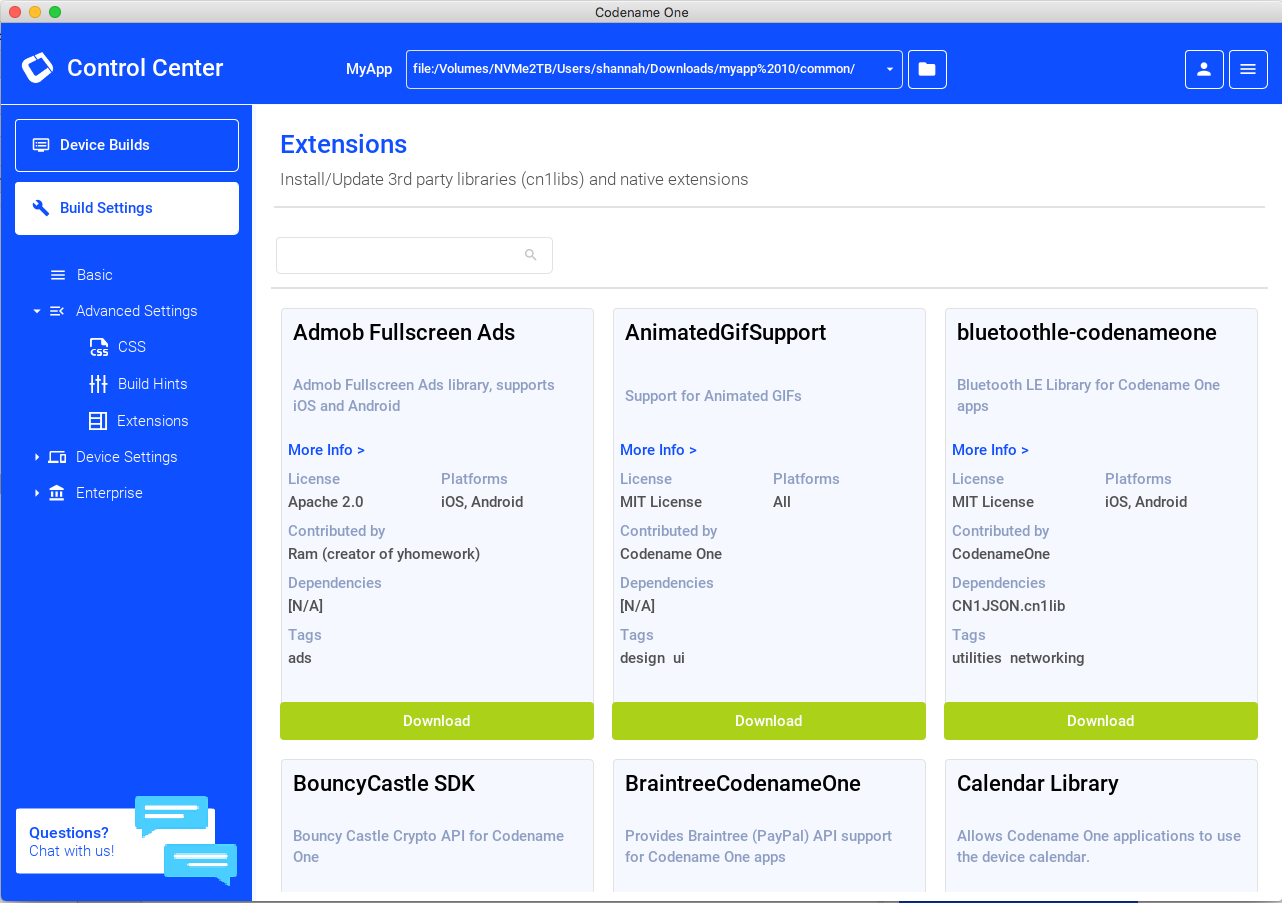 Codename One
Control Center
MyApp
file:/Volumes/NVMe2TB/Users/shannah/Downloads/myapp%2010/common/
Device Builds
Build Settings
Basic
Advanced Settings
CSS
Build Hints
Extensions
Device Settings
Enterprise
Questions?
Chat with us!
Extensions
Install/Update 3rd party libraries (cn1libs) and native extensions
Admob Fullscreen Ads
Admob Fullscreen Ads library, supports
iOS and Android
More Info >
License Platforms
Apache 2.0 iOS, Android
Contributed by
Ram (creator of yhomework)
Dependencies
[N/A]
Tags
ads
Download
AnimatedGifSupport
Support for Animated GIFs
More Info >
License Platforms
MIT License All
Contributed by
Codename One
Dependencies
[N/A]
Tags
design ui
Download
bluetoothle-codenameone
Bluetooth LE Library for Codename One
apps
More Info >
License Platforms
MIT License iOS, Android
Contributed by
CodenameOne
Dependencies
CN1JSON.cn1lib
Tags
utilities networking
Download
BouncyCastle SDK
Bouncy Castle Crypto API for Codename
One
BraintreeCodenameOne
Provides Braintree (PayPal) API support
for Codename One apps
Calendar Library
Allows Codename One applications to use
the device calendar.